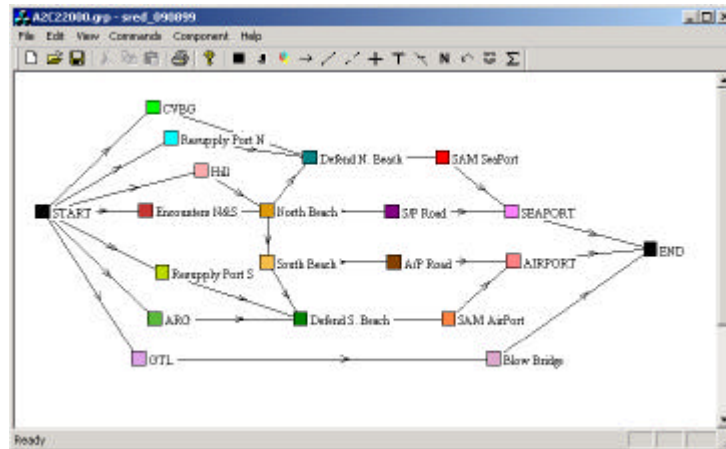 A2C22000.grp - sred_090899
File Edit View Commands Component Help
CVBG
Resupply Port N
Defend N. Beach
SAM SeaPort
Hill
START
Encounters N&S
North Beach
S/P Road
SEAPORT
END
South Beach
A/P Road
AIRPORT
Resupply Port S
ARG
Defend S. Beach
SAM AirPort
GTL
Blow Bridge
Ready